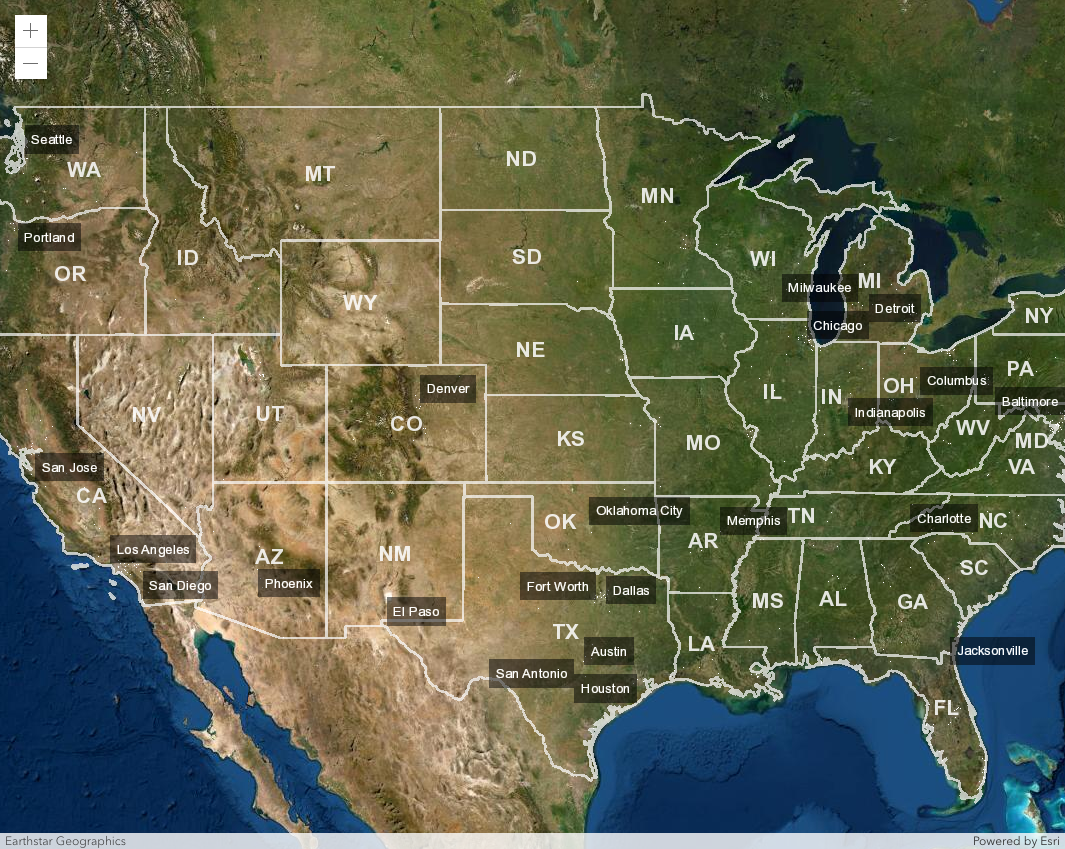 +
−
Seattle
WA
MT
ND
MN
Portland
OR
ID
SD
WI
MI
Milwaukee
WY
Detroit
NY
Chicago
IA
NE
PA
Denver
OH
Columbus
IL
IN
Baltimore
NV
UT
CO
Indianapolis
WV
KS
MO
MD
San Jose
KY
VA
CA
Oklahoma City
OK
Memphis
TN
Charlotte
NC
AR
Los Angeles
AZ
NM
SC
San Diego
Phoenix
Fort Worth
Dallas
MS
AL
GA
El Paso
TX
LA
Austin
Jacksonville
San Antonio
Houston
FL
Earthstar Geographics
Powered by Esri